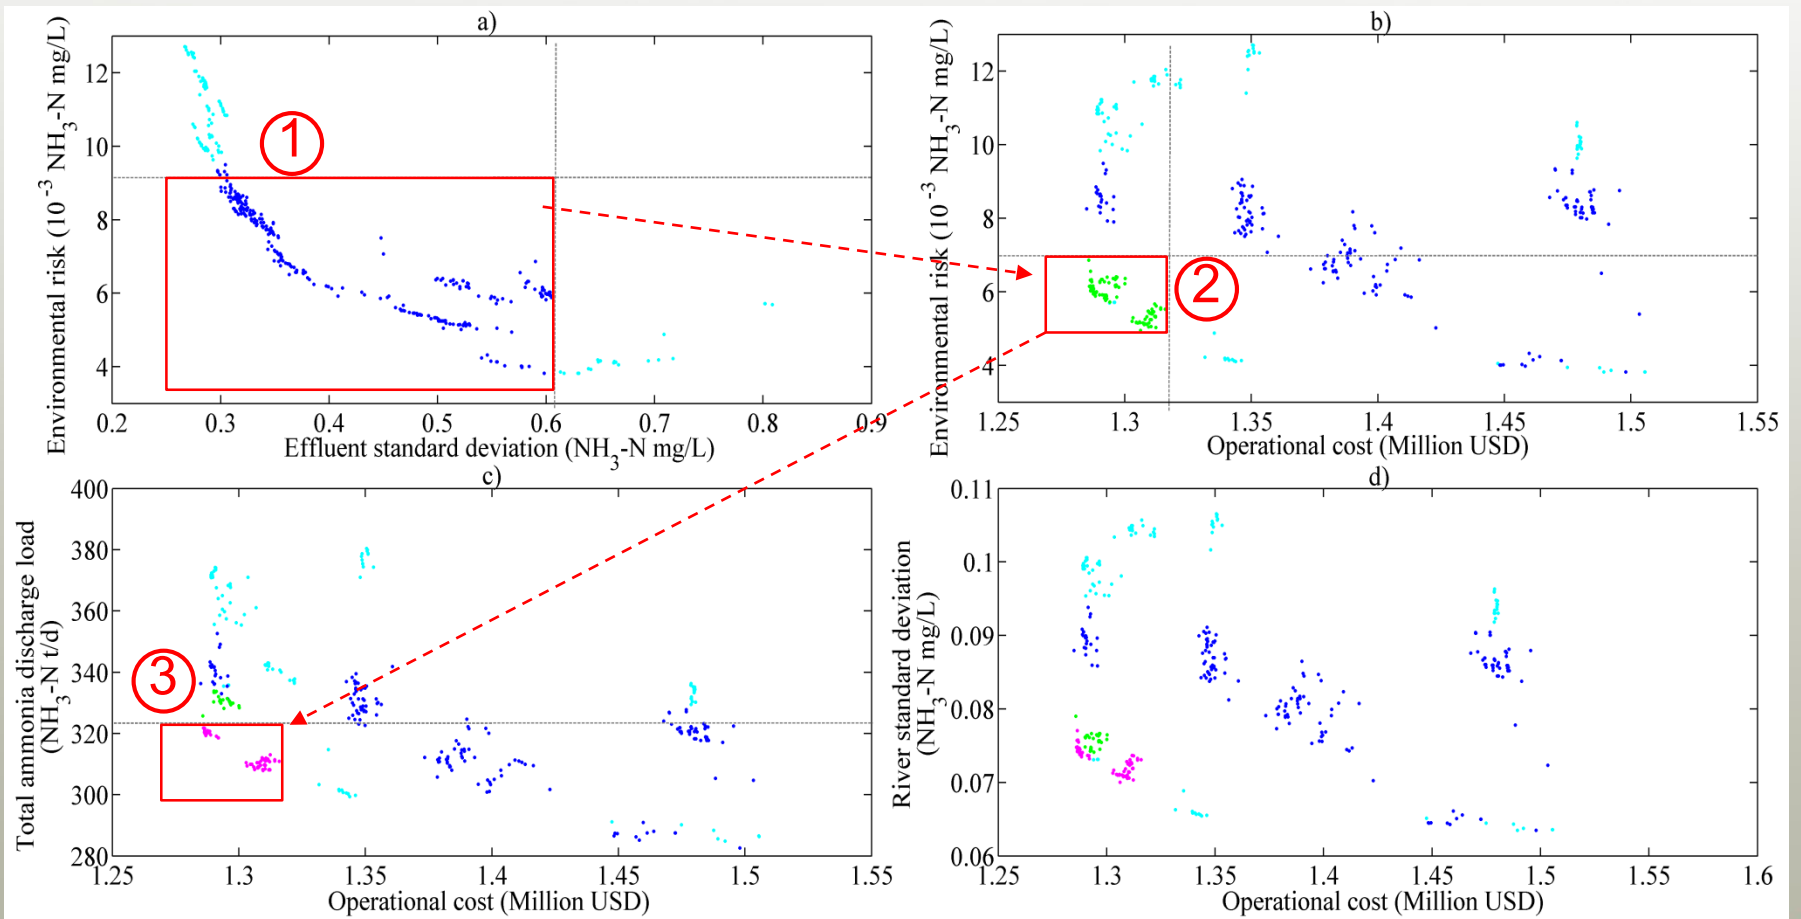 a)
Environmental risk (10⁻³ NH₃-N mg/L)
12
10
8
6
4
0.2 0.3 0.4 0.5 0.6 0.7 0.8 0.9
Effluent standard deviation (NH₃-N mg/L)
1
b)
Environmental risk (10⁻³ NH₃-N mg/L)
12
10
8
6
4
1.25 1.3 1.35 1.4 1.45 1.5 1.55
Operational cost (Million USD)
2
c)
Total ammonia discharge load
(NH₃-N t/d)
400
380
360
340
320
300
280
1.25 1.3 1.35 1.4 1.45 1.5 1.55
Operational cost (Million USD)
3
d)
River standard deviation
(NH₃-N mg/L)
0.11
0.1
0.09
0.08
0.07
0.06
1.25 1.3 1.35 1.4 1.45 1.5 1.55 1.6
Operational cost (Million USD)